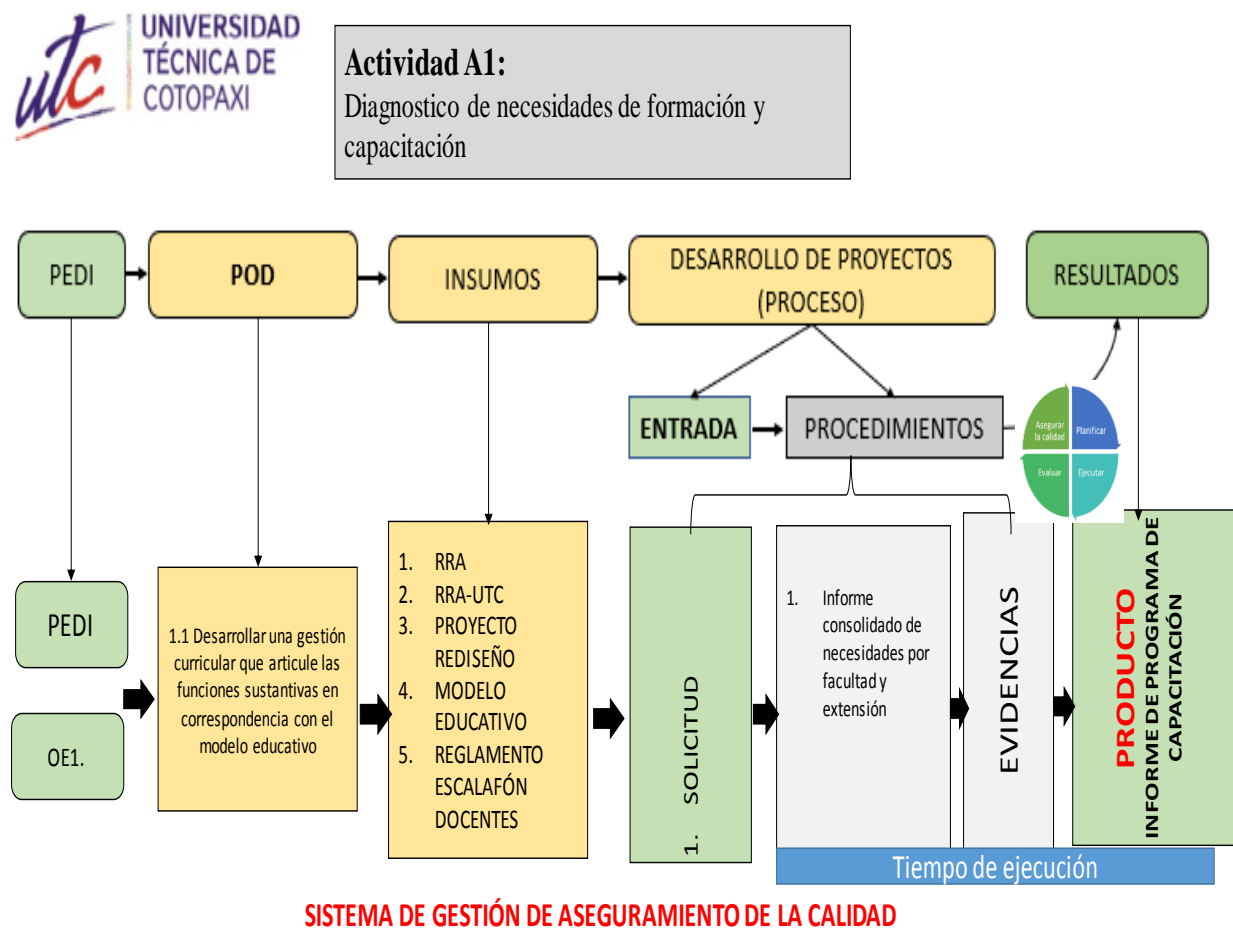 utc
UNIVERSIDAD
TÉCNICA DE
COTOPAXI
Actividad A1:
Diagnostico de necesidades de formación y
capacitación
PEDI
POD
INSUMOS
DESARROLLO DE PROYECTOS
(PROCESO)
RESULTADOS
ENTRADA
PROCEDIMIENTOS
Asegurar
la calidad
Planificar
Evaluar
Ejecutar
PEDI
OE1.
1.1 Desarrollar una gestión
curricular que articule las
funciones sustantivas en
correspondencia con el
modelo educativo
1. RRA
2. RRA-UTC
3. PROYECTO
REDISEÑO
4. MODELO
EDUCATIVO
5. REGLAMENTO
ESCALAFÓN
DOCENTES
1. SOLICITUD
1. Informe
consolidado de
necesidades por
facultad y
extensión
EVIDENCIAS
PRODUCTO
INFORME DE PROGRAMA DE
CAPACITACIÓN
Tiempo de ejecución
SISTEMA DE GESTIÓN DE ASEGURAMIENTO DE LA CALIDAD